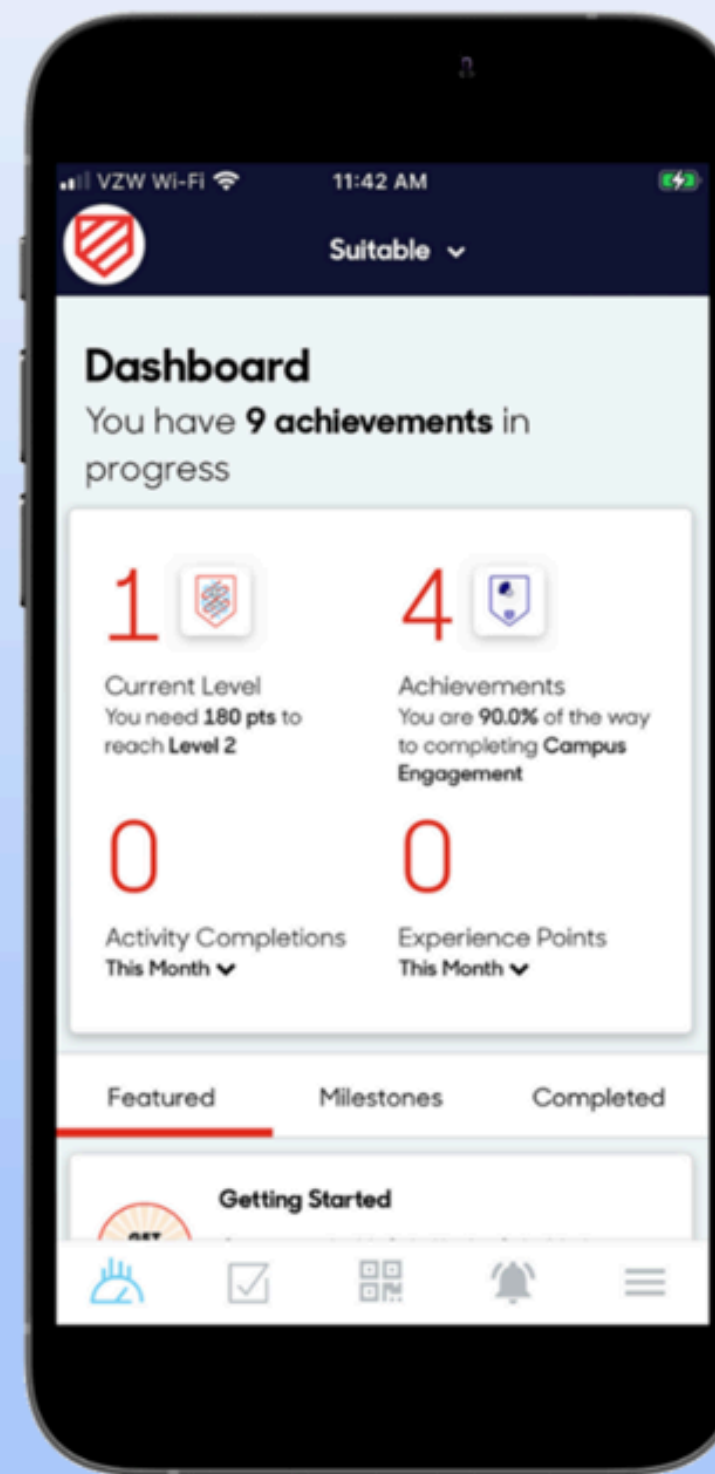 VZW Wi-Fi 11:42 AM
Suitable
Dashboard
You have 9 achievements in
progress
1 4
Current Level Achievements
You need 180 pts to You are 90.0% of the way
reach Level 2 to completing Campus
Engagement
0 0
Activity Completions Experience Points
This Month This Month
Featured Milestones Completed
Getting Started
GET